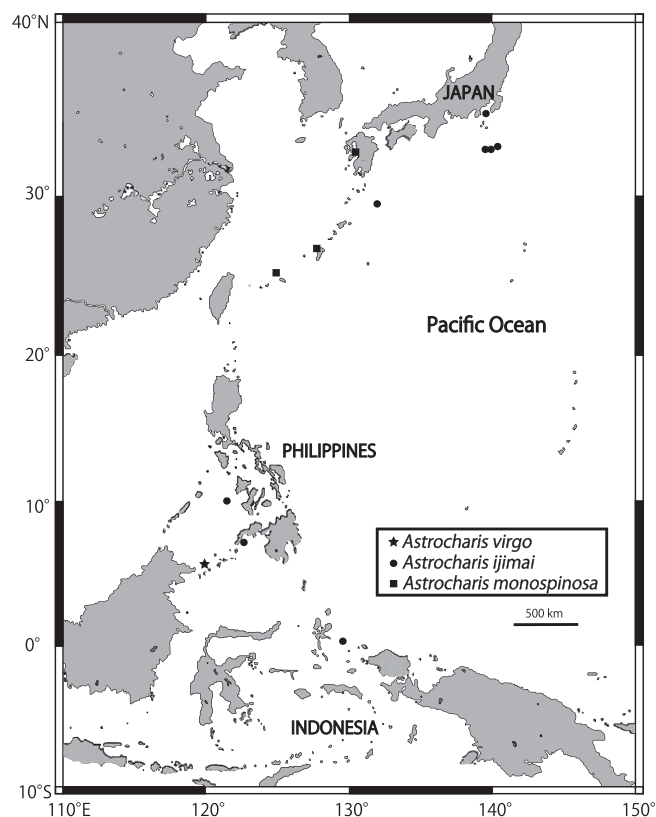 40°N
JAPAN
30°
Pacific Ocean
20°
PHILIPPINES
10°
Astrocharis virgo
Astrocharis ijimai
Astrocharis monospinosa
500 km
0°
INDONESIA
10°S
110°E 120° 130° 140° 150°